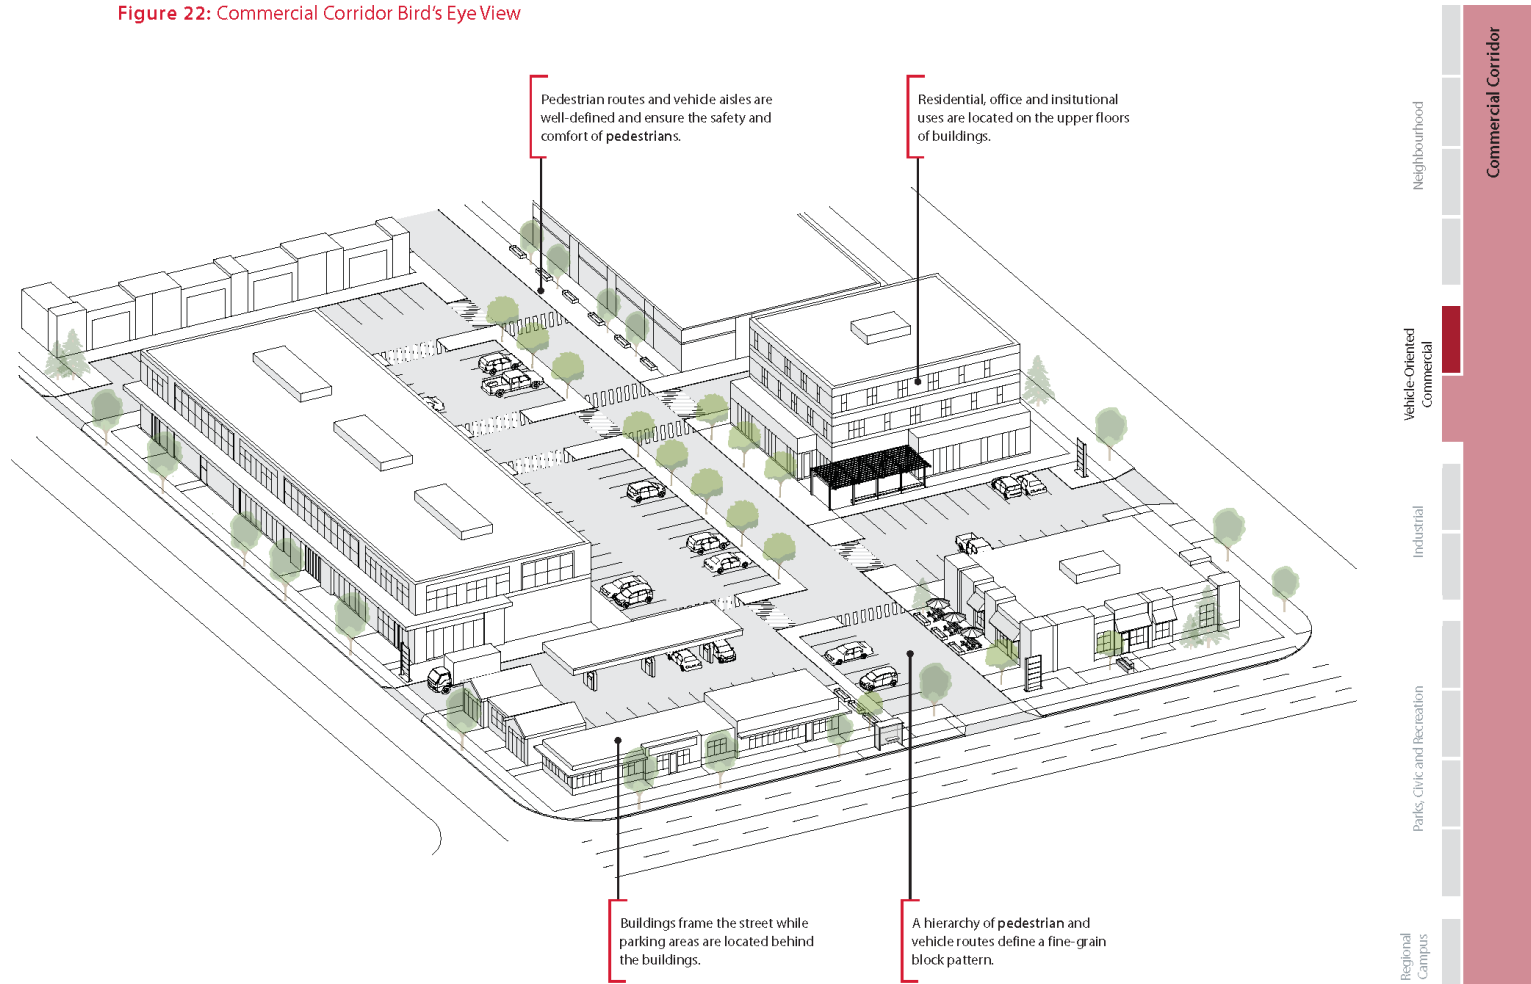 Figure 22: Commercial Corridor Bird's Eye View
Pedestrian routes and vehicle aisles are
well-defined and ensure the safety and
comfort of pedestrians.
Residential, office and insitutional
uses are located on the upper floors
of buildings.
Buildings frame the street while
parking areas are located behind
the buildings.
A hierarchy of pedestrian and
vehicle routes define a fine-grain
block pattern.
Commercial Corridor
Neighbourhood
Vehicle-Oriented
Commercial
Industrial
Parks, Civic and Recreation
Regional
Campus